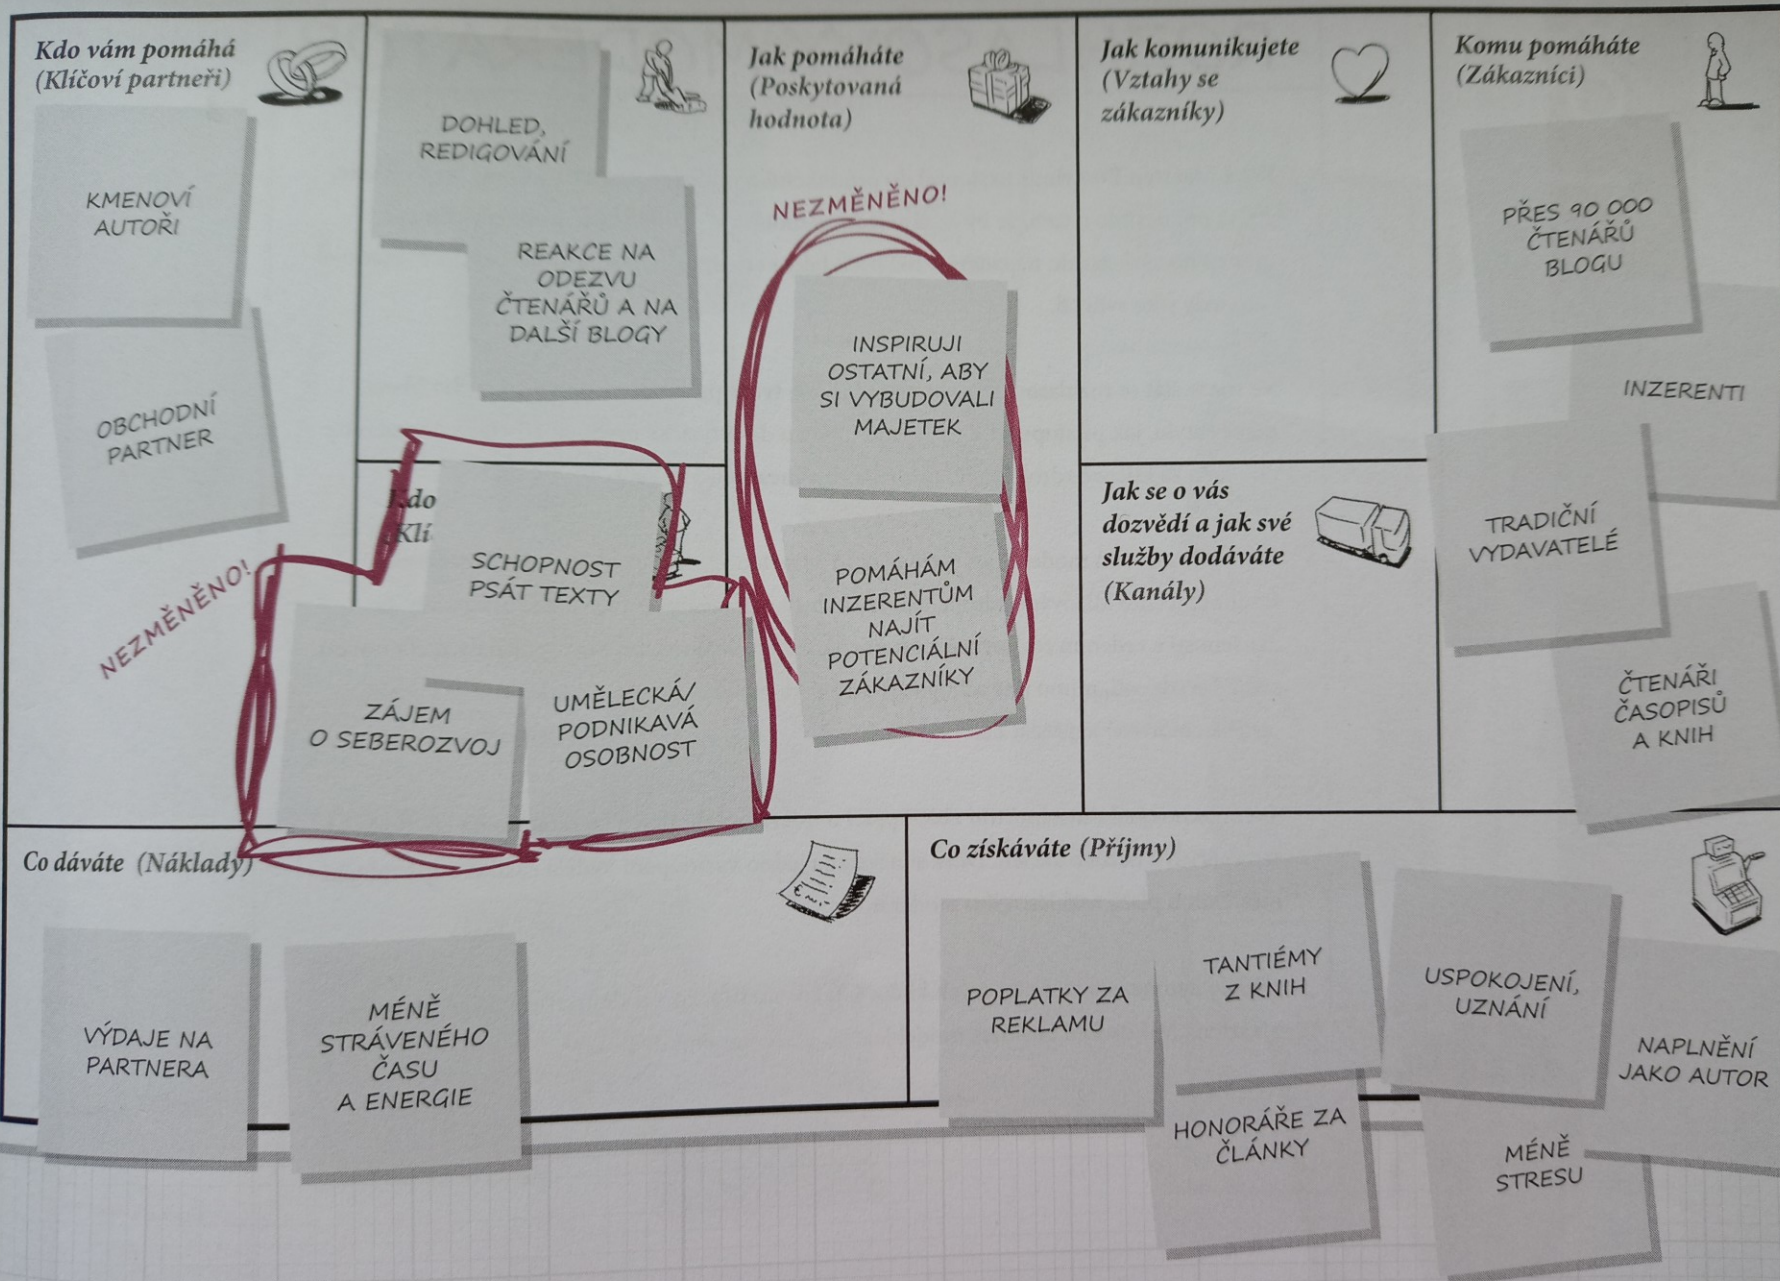 Kdo vám pomáhá
(Klíčoví partneři)
KMENOVÍ
AUTOŘI
OBCHODNÍ
PARTNER
DOHLED,
REDIGOVÁNÍ
REAKCE NA
ODEZVU
ČTENÁŘŮ A NA
DALŠÍ BLOGY
Kdo
(Klí
NEZMĚNĚNO!
SCHOPNOST
PSÁT TEXTY
ZÁJEM
O SEBEROZVOJ
UMĚLECKÁ/
PODNIKAVÁ
OSOBNOST
Jak pomáháte
(Poskytovaná
hodnota)
NEZMĚNĚNO!
INSPIRUJI
OSTATNÍ, ABY
SI VYBUDOVALI
MAJETEK
POMÁHÁM
INZERENTŮM
NAJÍT
POTENCIÁLNÍ
ZÁKAZNÍKY
Jak komunikujete
(Vztahy se
zákazníky)
Jak se o vás
dozvědí a jak své
služby dodáváte
(Kanály)
Komu pomáháte
(Zákazníci)
PŘES 90 000
ČTENÁŘŮ
BLOGU
INZERENTI
TRADIČNÍ
VYDAVATELÉ
ČTENÁŘI
ČASOPISŮ
A KNIH
Co dáváte (Náklady)
VÝDAJE NA
PARTNERA
MÉNĚ
STRÁVENÉHO
ČASU
A ENERGIE
Co získáváte (Příjmy)
POPLATKY ZA
REKLAMU
TANTIÉMY
Z KNIH
HONORÁŘE ZA
ČLÁNKY
USPOKOJENÍ,
UZNÁNÍ
NAPLNĚNÍ
JAKO AUTOR
MÉNĚ
STRESU